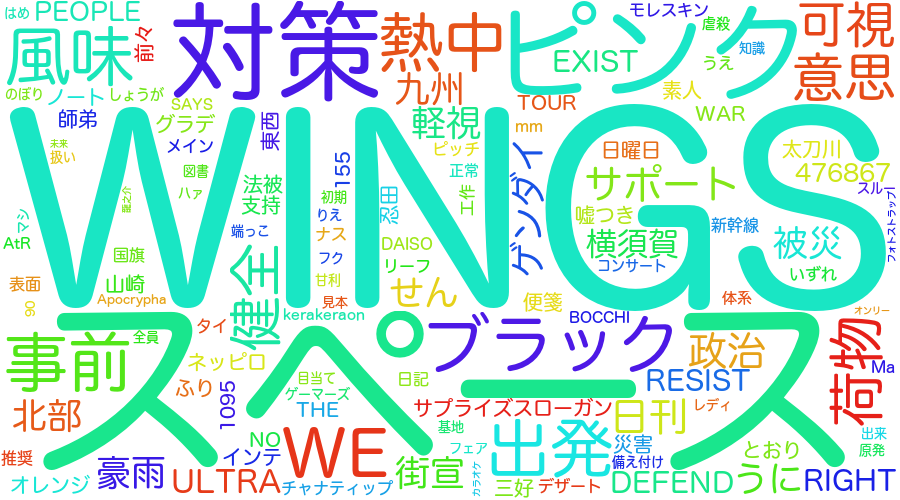 はめ PEOPLE
対策
モレスキン 虐殺
可視
風味
前々
熱中
ピンク
知識
EXIST うえ
意思
のぼり ノート しょうが
九州
素人
SAYS
師弟 グラデ
東西
軽視
TOUR
WAR
未来 扱い
メイン
155
ピッチ mm
日曜日
太刀川
図書
正常
ゲンダイ
サポート
476867
WINGS
ハァ
法被
初期
忍田
工作
嘘つき
スルー
フォトストラップ
マシ
龍之介
支持
りえ
新幹線
AtR
端っこ
ナス
DAISO
横須賀
被災
国旗
フク
リーフ
コンサート
いずれ
表面
山崎
健全
甘利
せん
便箋
体系
90
Apocrypha
見本
オンリー
kerakeraon
BOCCHI
スペース
タイ
全員
ブラック
政治
荷物
事前
ネッピロ
Ma
目当て
日記
RESIST
ふり
1095
ゲーマーズ
レディ
北部
THE
サプライズスローガン
日刊
NO
WE
基地
出発
出来
推奨
インテ
フェア
災害
とおり
原発
豪雨
街宣
カラオケ
備え付け
オレンジ
ULTRA
チャナティップ
三好
デザート
DEFEND
うに
RIGHT